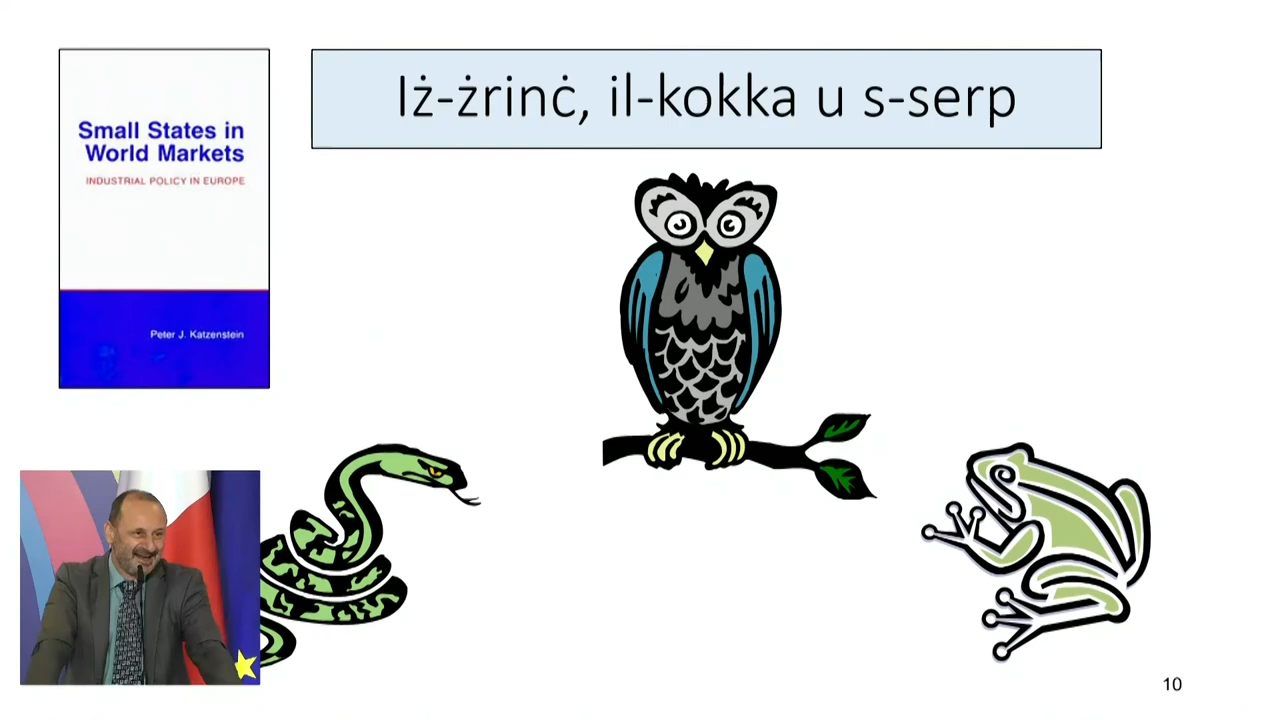 Small States in
World Markets
INDUSTRIAL POLICY IN EUROPE
Peter J. Katzenstein
Iż-żrinċ, il-kokka u s-serp
10